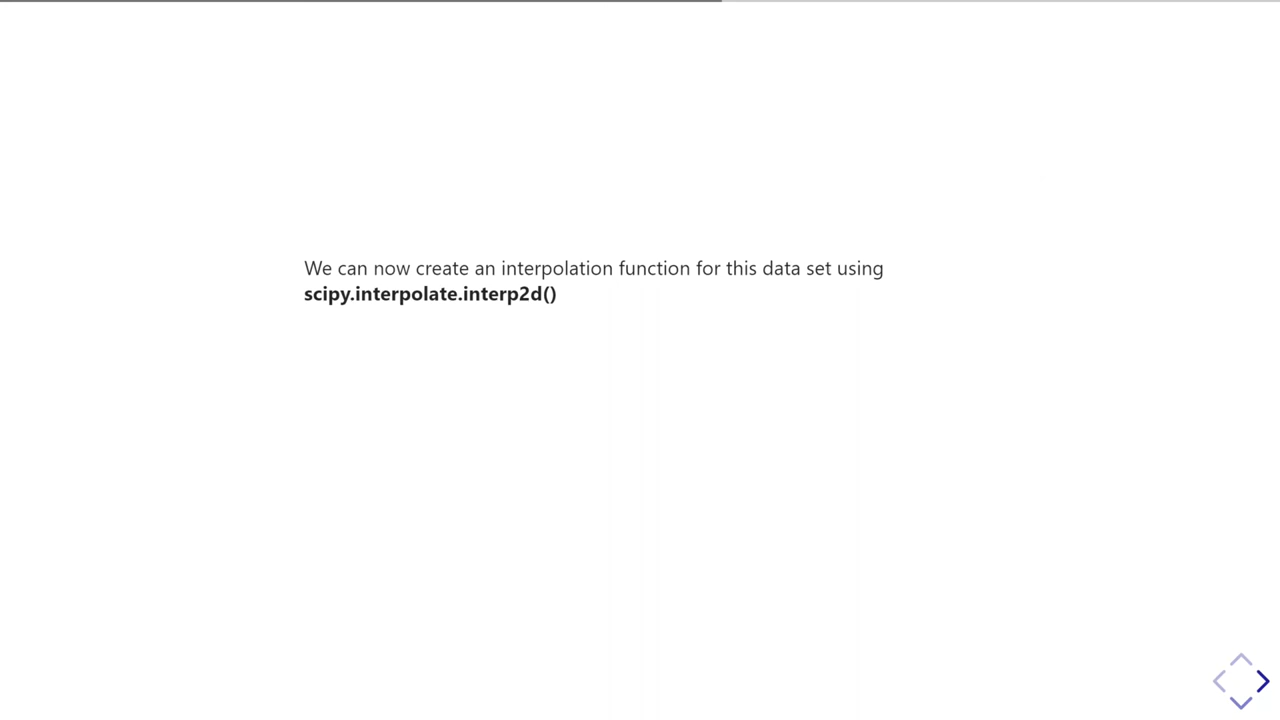 We can now create an interpolation function for this data set using
scipy.interpolate.interp2d()